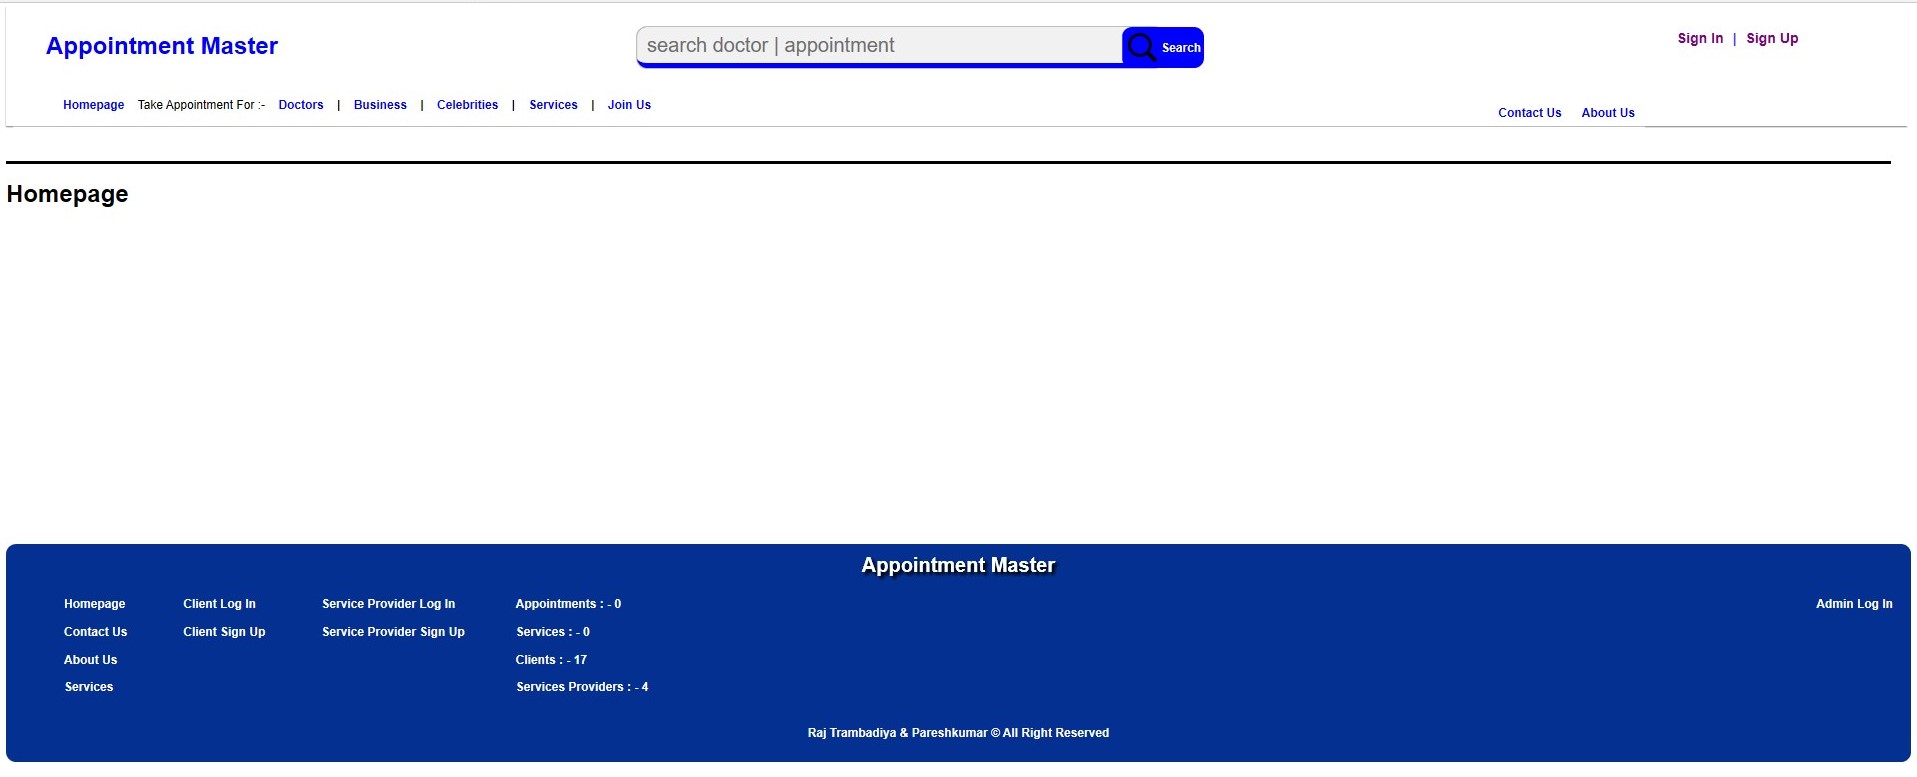 Appointment Master
search doctor | appointment
Search
Sign In | Sign Up
Homepage Take Appointment For :- Doctors | Business | Celebrities | Services | Join Us
Contact Us About Us
Homepage
Appointment Master
Homepage Client Log In Service Provider Log In Appointments : - 0 Admin Log In
Contact Us Client Sign Up Service Provider Sign Up Services : - 0
About Us Clients : - 17
Services Services Providers : - 4
Raj Trambadiya & Pareshkumar © All Right Reserved